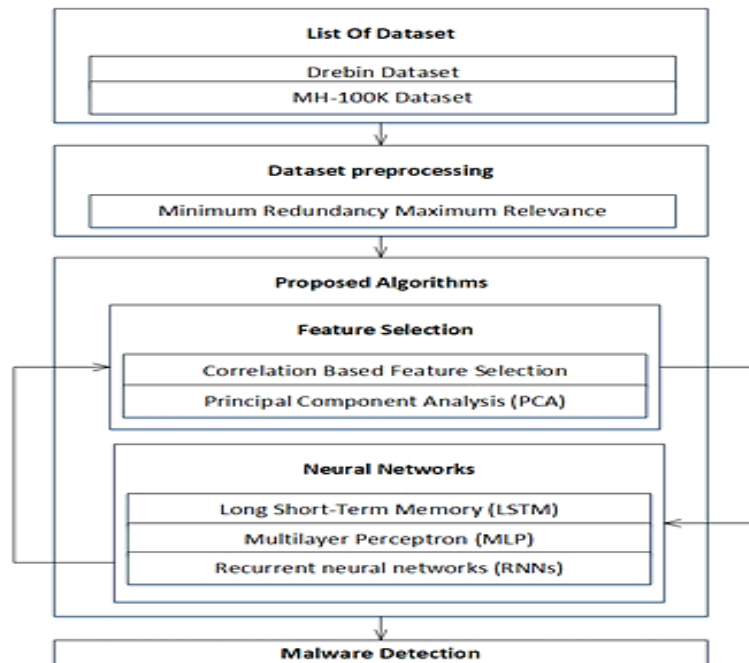 List Of Dataset
Drebin Dataset
MH-100K Dataset
Dataset preprocessing
Minimum Redundancy Maximum Relevance
Proposed Algorithms
Feature Selection
Correlation Based Feature Selection
Principal Component Analysis (PCA)
Neural Networks
Long Short-Term Memory (LSTM)
Multilayer Perceptron (MLP)
Recurrent neural networks (RNNs)
Malware Detection